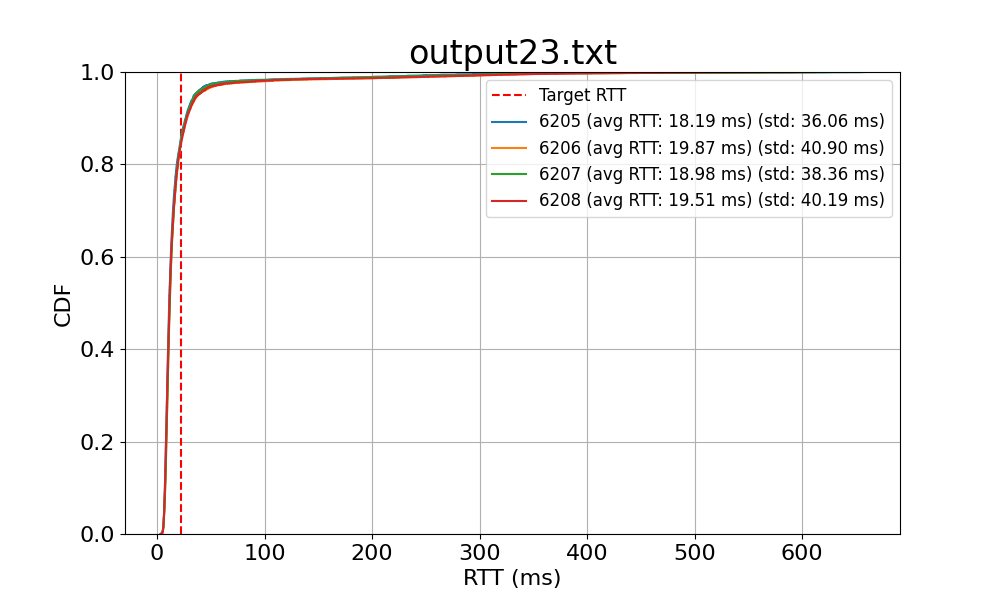 output23.txt
1.0
0.8
0.6
0.4
0.2
0.0
CDF
Target RTT
6205 (avg RTT: 18.19 ms) (std: 36.06 ms)
6206 (avg RTT: 19.87 ms) (std: 40.90 ms)
6207 (avg RTT: 18.98 ms) (std: 38.36 ms)
6208 (avg RTT: 19.51 ms) (std: 40.19 ms)
0 100 200 300 400 500 600
RTT (ms)